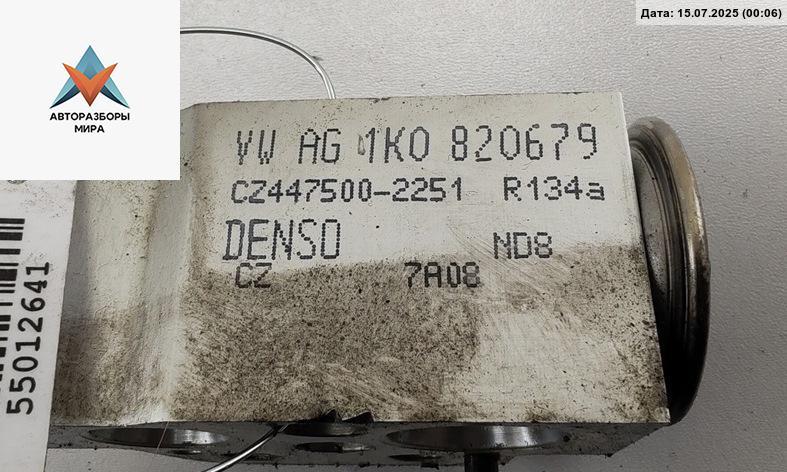 Дата: 15.07.2025 (00:06)
АВТОРАЗБОРЫ
МИРА
VW AG 1K0 820679
CZ447500-2251 R134a
DENSO ND8
CZ 7A08
55012641